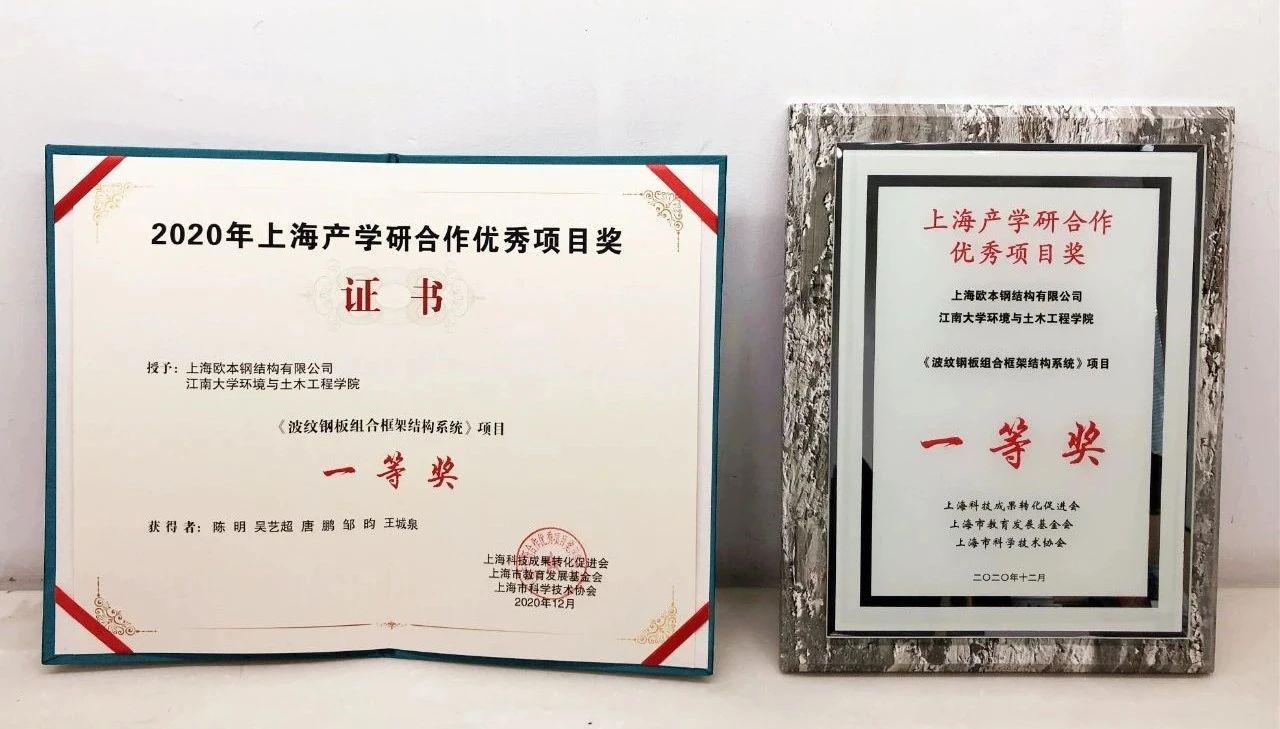 2020年上海产学研合作优秀项目奖
证 书
授予：上海欧本钢结构有限公司
江南大学环境与土木工程学院
《波纹钢板组合框架结构系统》项目
一 等 奖
获得者：陈 明 吴艺超 唐 鹏 邹 昀 王城泉
上海科技成果转化促进会
上海市教育发展基金会
上海市科学技术协会
2020年12月
上海产学研合作
优秀项目奖
上海欧本钢结构有限公司
江南大学环境与土木工程学院
《波纹钢板组合框架结构系统》项目
一 等 奖
上海科技成果转化促进会
上海市教育发展基金会
上海市科学技术协会
二〇二〇年十二月